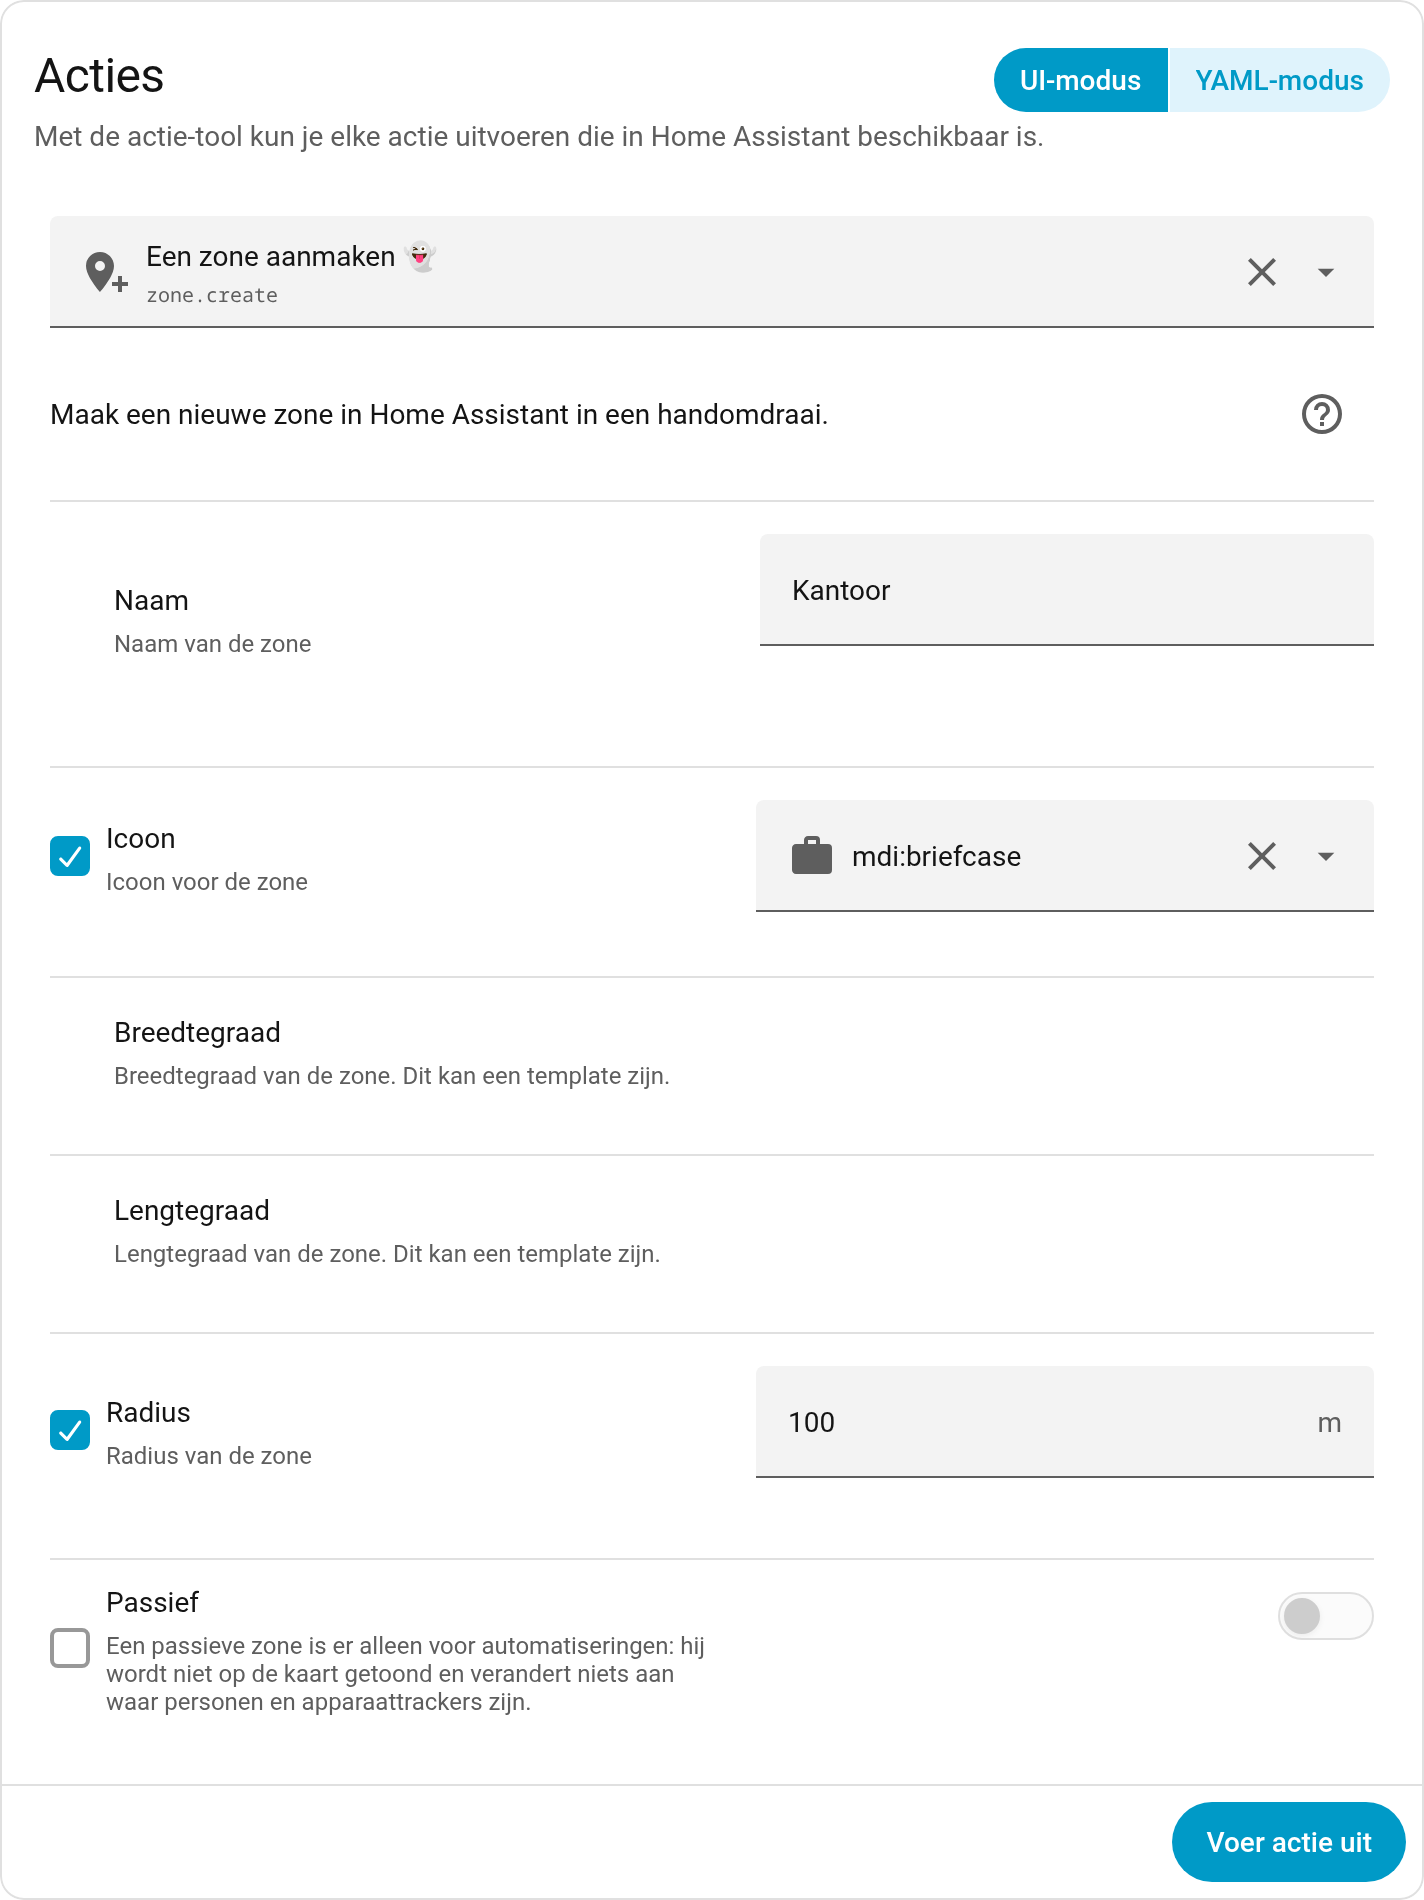 Acties
UI-modus
YAML-modus
Met de actie-tool kun je elke actie uitvoeren die in Home Assistant beschikbaar is.
Een zone aanmaken 👻
zone.create
Maak een nieuwe zone in Home Assistant in een handomdraai.
Naam
Naam van de zone
Kantoor
Icoon
Icoon voor de zone
mdi:briefcase
Breedtegraad
Breedtegraad van de zone. Dit kan een template zijn.
Lengtegraad
Lengtegraad van de zone. Dit kan een template zijn.
Radius
Radius van de zone
100 m
Passief
Een passieve zone is er alleen voor automatiseringen: hij
wordt niet op de kaart getoond en verandert niets aan
waar personen en apparaattrackers zijn.
Voer actie uit